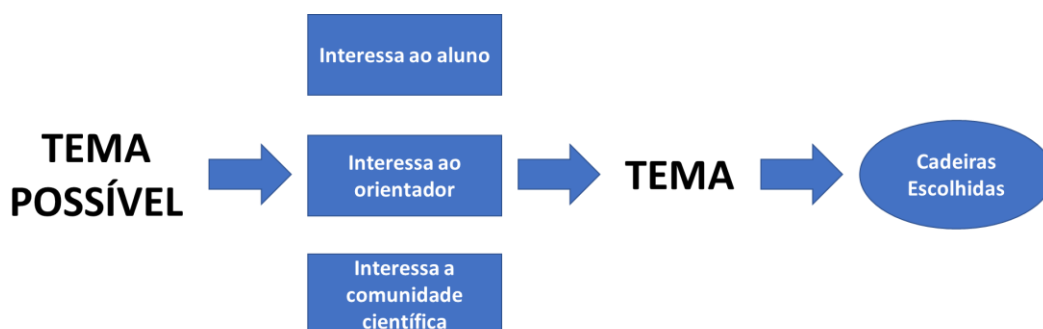 Interessa ao aluno
TEMA
POSSÍVEL
Interessa ao
orientador
TEMA
Cadeiras
Escolhidas
Interessa a
comunidade
científica